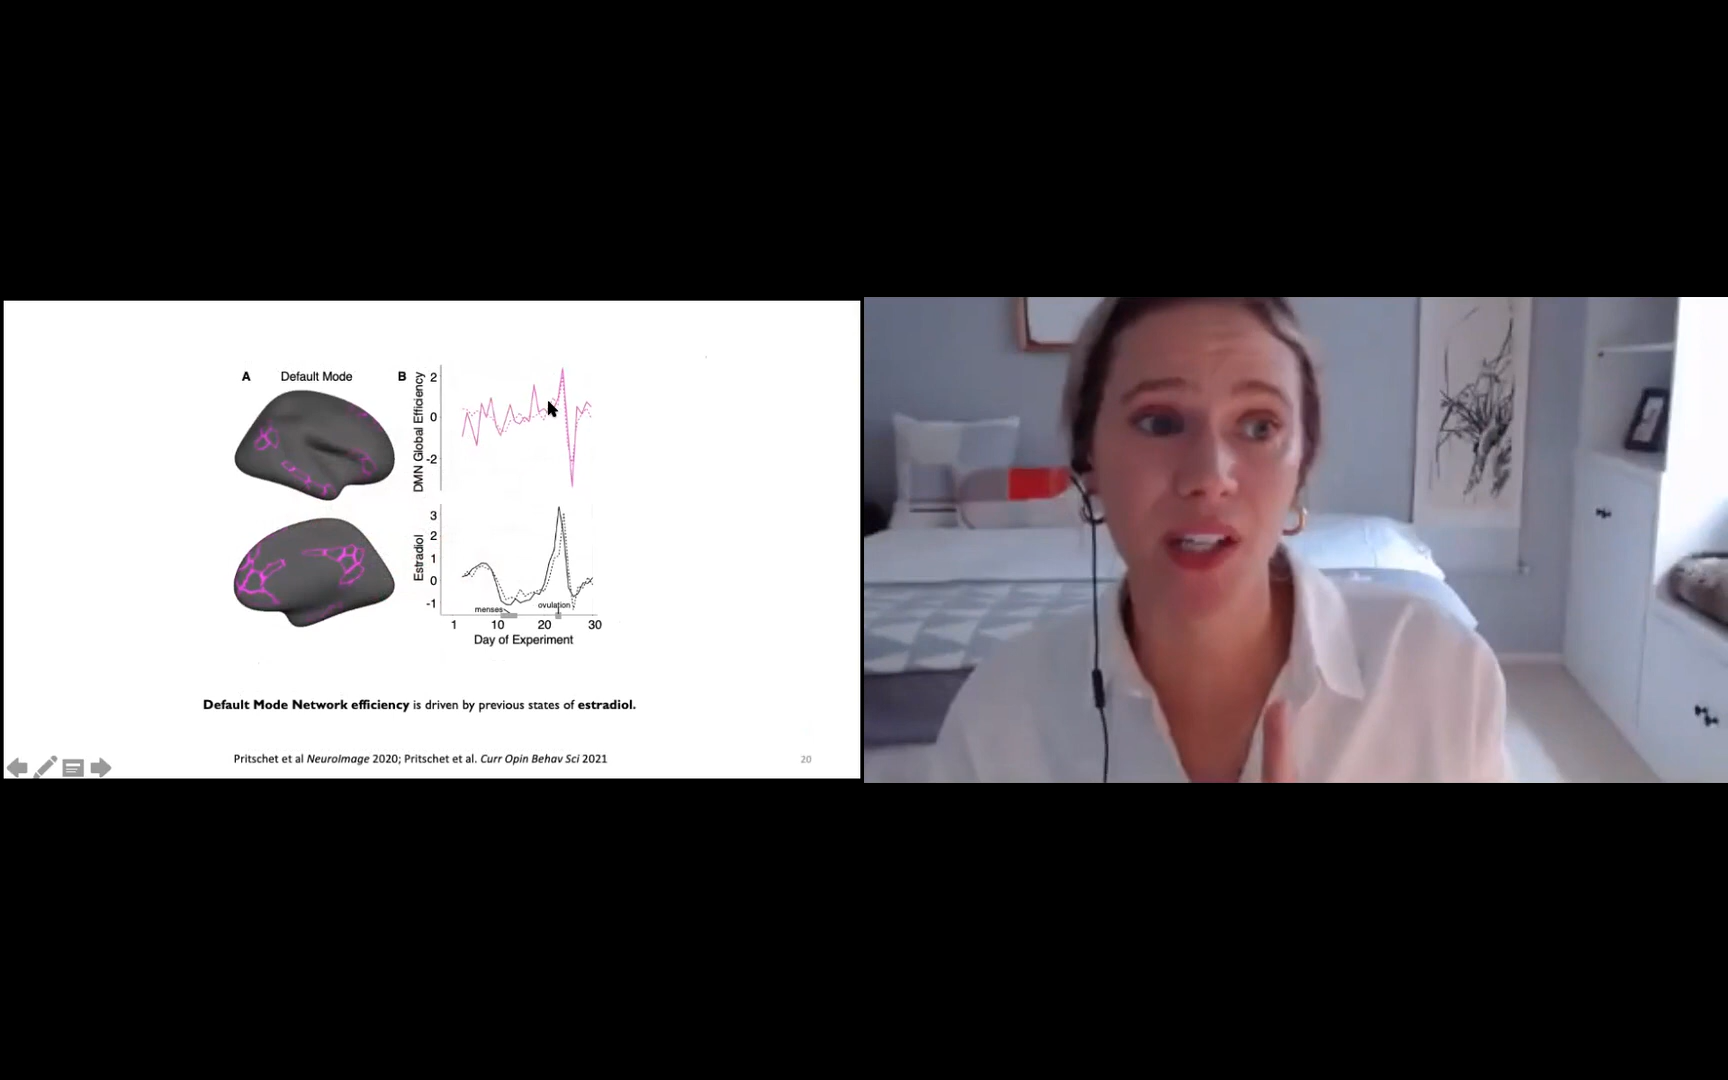 A Default Mode B
DMN Global Efficiency
2
0
-2
Estradiol
3
2
1
0
-1
menses
ovulation
1 10 20 30
Day of Experiment
Default Mode Network efficiency is driven by previous states of estradiol.
Pritschet et al NeuroImage 2020; Pritschet et al. Curr Opin Behav Sci 2021
20